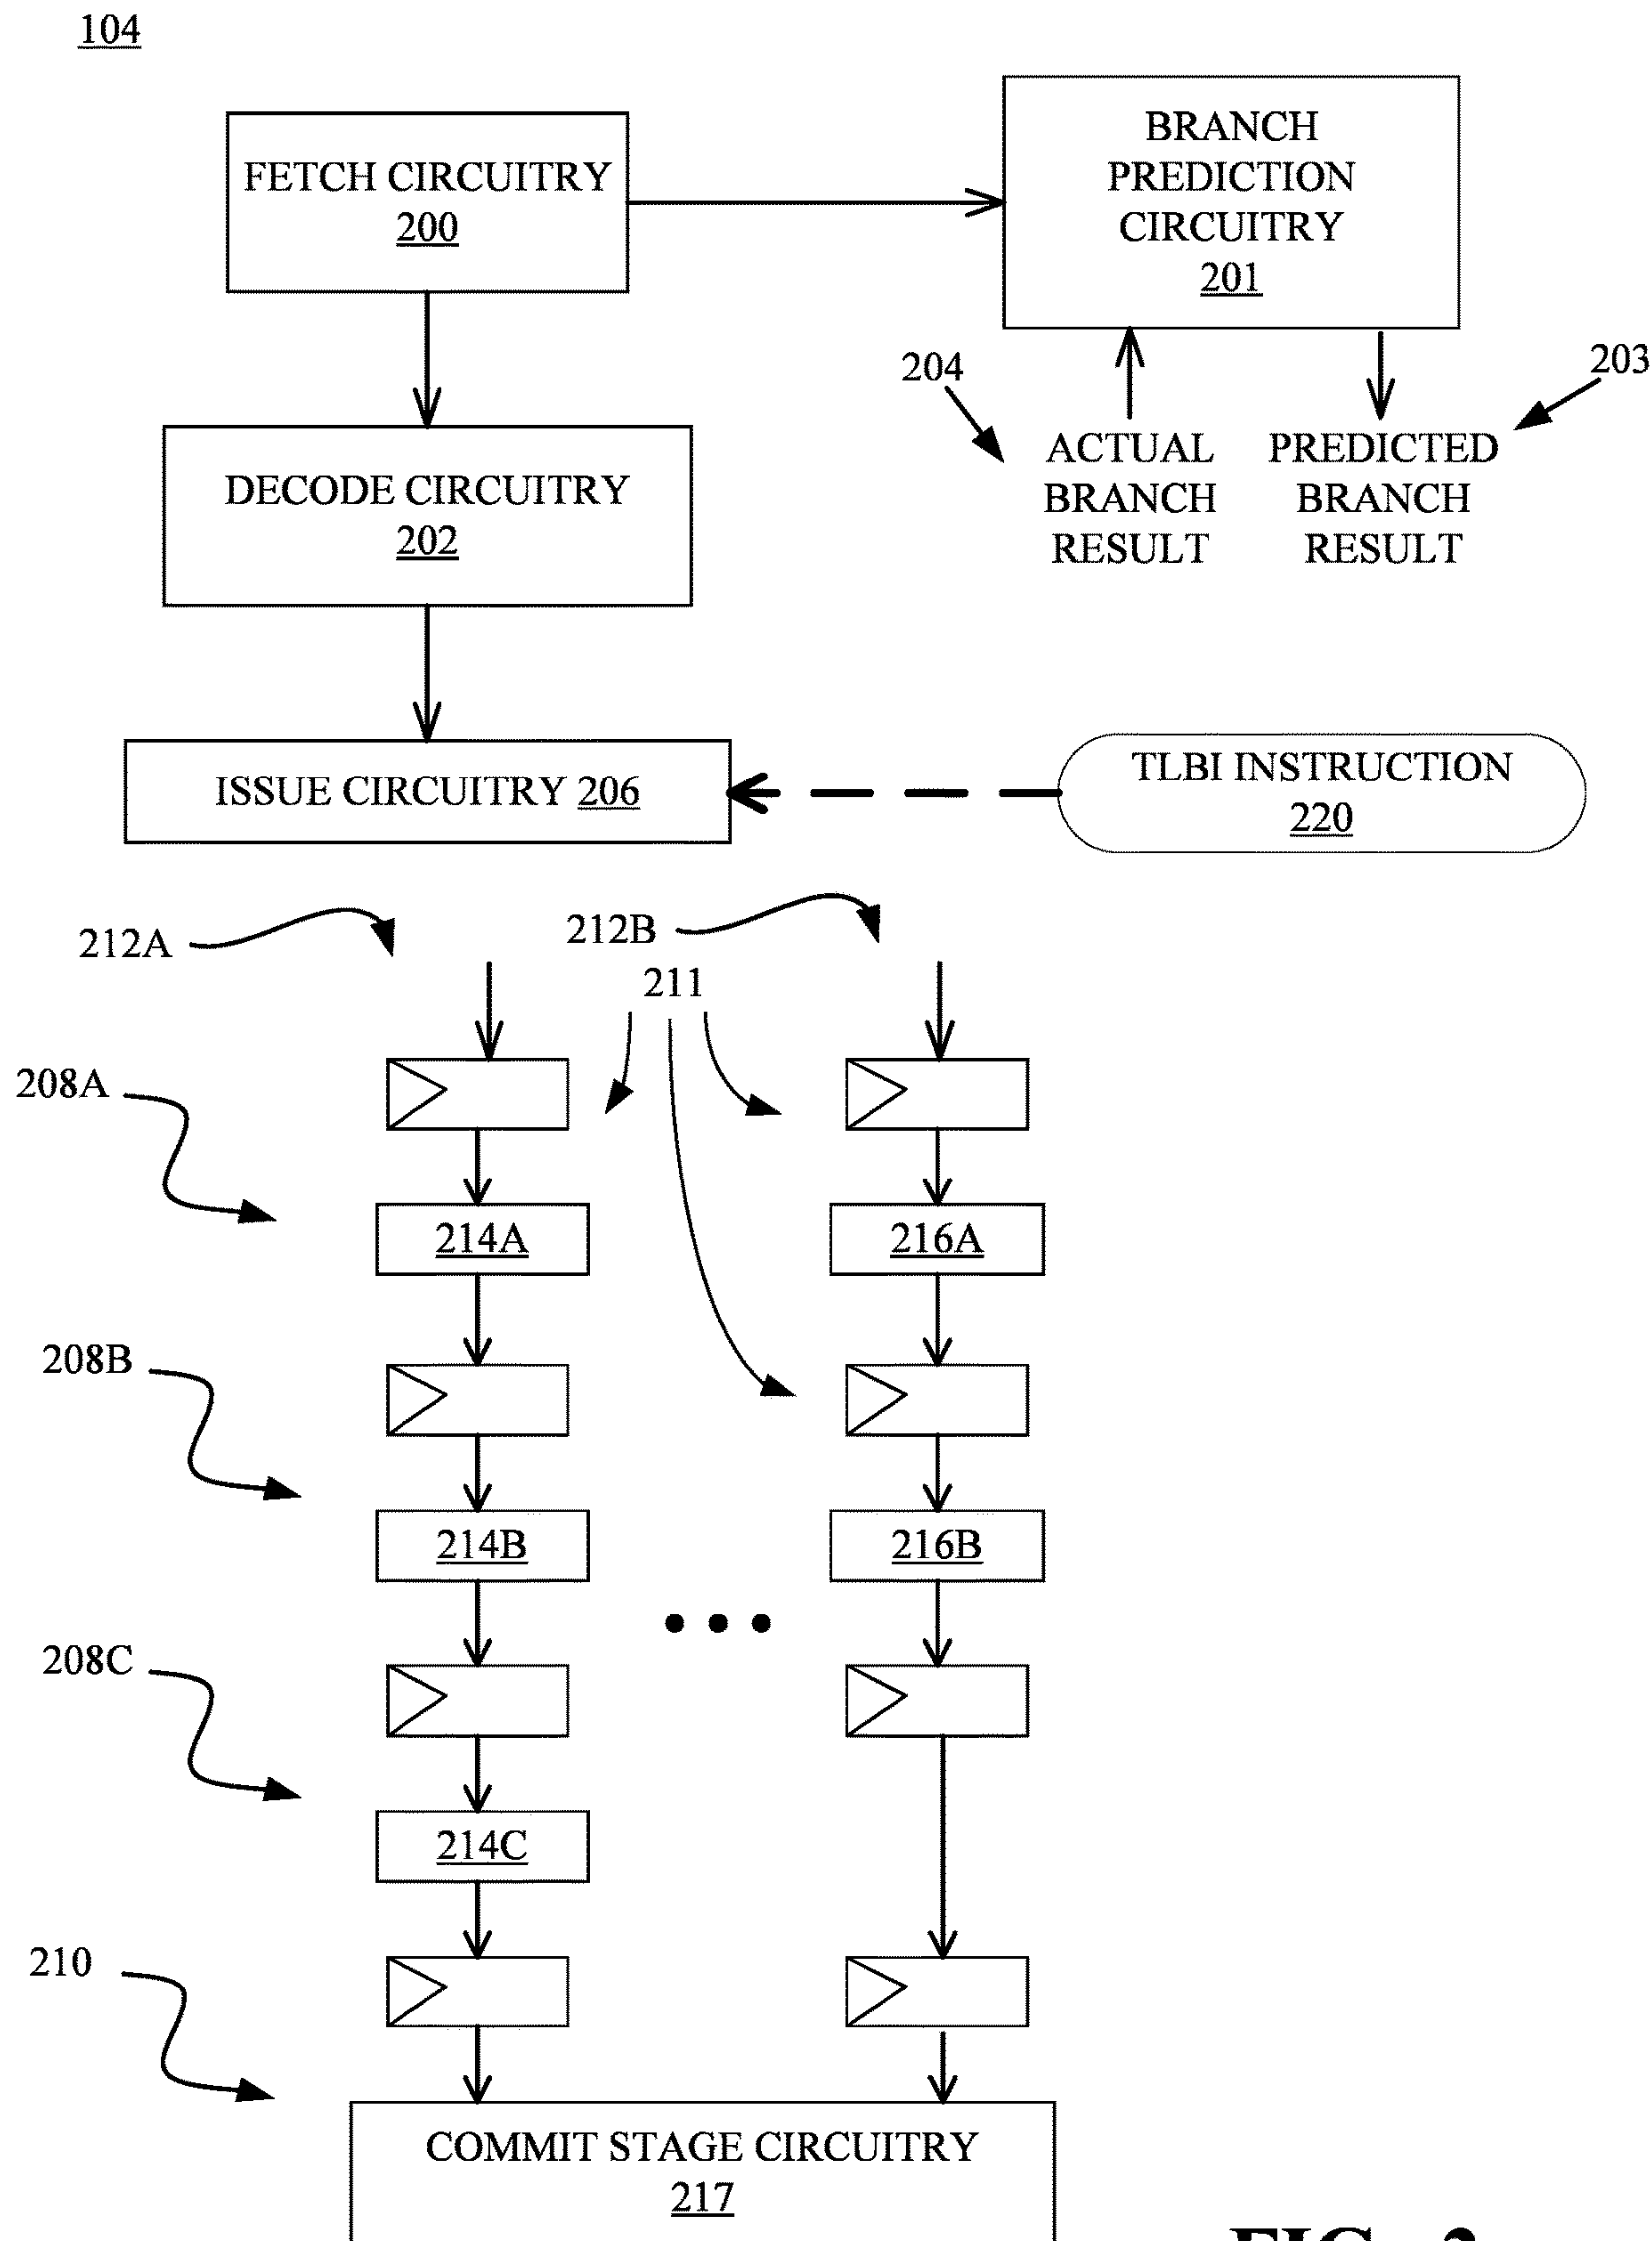 104
FETCH CIRCUITRY
200
BRANCH
PREDICTION
CIRCUITRY
201
204
203
ACTUAL
BRANCH
RESULT
PREDICTED
BRANCH
RESULT
DECODE CIRCUITRY
202
ISSUE CIRCUITRY 206
TLBI INSTRUCTION
220
212A
212B
211
208A
214A
216A
208B
214B
216B
208C
214C
210
COMMIT STAGE CIRCUITRY
217